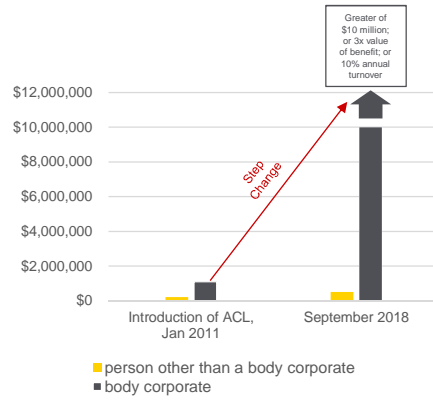 Greater of
$10 million;
or 3x value
of benefit; or
10% annual
turnover
$12,000,000
$10,000,000
$8,000,000
$6,000,000
$4,000,000
$2,000,000
$0
Step
Change
Introduction of ACL,
Jan 2011
September 2018
person other than a body corporate
body corporate